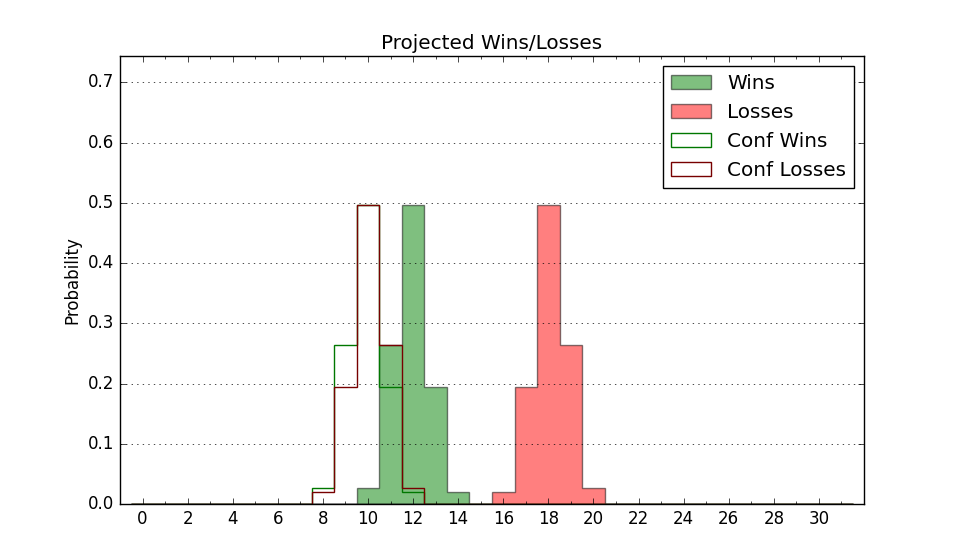 Projected Wins/Losses
Probability
0.7
0.6
0.5
0.4
0.3
0.2
0.1
0.0
0 2 4 6 8 10 12 14 16 18 20 22 24 26 28 30
Wins
Losses
Conf Wins
Conf Losses